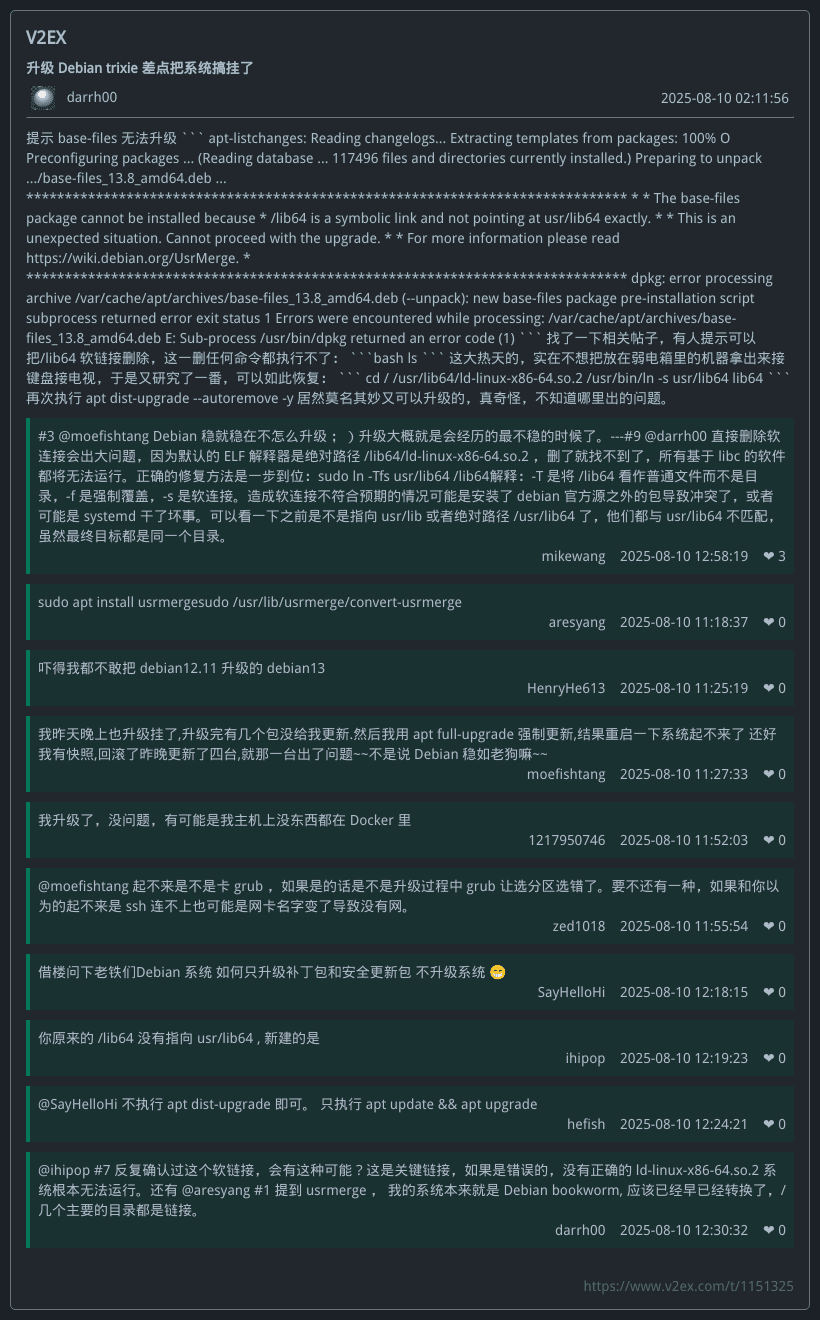 V2EX
升级 Debian trixie 差点把系统搞挂了
darrh00 2025-08-10 02:11:56
提示 base-files 无法升级 ``` apt-listchanges: Reading changelogs... Extracting templates from packages: 100% O
Preconfiguring packages ... (Reading database ... 117496 files and directories currently installed.) Preparing to unpack
.../base-files_13.8_amd64.deb ...
****************************************************************************** * * The base-files
package cannot be installed because * /lib64 is a symbolic link and not pointing at usr/lib64 exactly. * * This is an
unexpected situation. Cannot proceed with the upgrade. * * For more information please read
https://wiki.debian.org/UsrMerge. *
****************************************************************************** dpkg: error processing
archive /var/cache/apt/archives/base-files_13.8_amd64.deb (--unpack): new base-files package pre-installation script
subprocess returned error exit status 1 Errors were encountered while processing: /var/cache/apt/archives/base-
files_13.8_amd64.deb E: Sub-process /usr/bin/dpkg returned an error code (1) ``` 找了一下相关帖子，有人提示可以
把/lib64 软链接删除，这一删任何命令都执行不了： ```bash ls ``` 这大热天的，实在不想把放在弱电箱里的机器拿出来接
键盘接电视，于是又研究了一番，可以如此恢复： ``` cd / /usr/lib64/ld-linux-x86-64.so.2 /usr/bin/ln -s usr/lib64 lib64 ```
再次执行 apt dist-upgrade --autoremove -y 居然莫名其妙又可以升级的，真奇怪，不知道哪里出的问题。
#3 @moefishtang Debian 稳就稳在不怎么升级 ；）升级大概就是会经历的最不稳的时候了。---#9 @darrh00 直接删除软
连接会出大问题，因为默认的 ELF 解释器是绝对路径 /lib64/ld-linux-x86-64.so.2 ，删了就找不到了，所有基于 libc 的软件
都将无法运行。正确的修复方法是一步到位：sudo ln -Tfs usr/lib64 /lib64解释：-T 是将 /lib64 看作普通文件而不是目
录，-f 是强制覆盖，-s 是软连接。造成软连接不符合预期的情况可能是安装了 debian 官方源之外的包导致冲突了，或者
可能是 systemd 干了坏事。可以看一下之前是不是指向 usr/lib 或者绝对路径 /usr/lib64 了，他们都与 usr/lib64 不匹配，
虽然最终目标都是同一个目录。
mikewang 2025-08-10 12:58:19 ❤ 3
sudo apt install usrmergesudo /usr/lib/usrmerge/convert-usrmerge
aresyang 2025-08-10 11:18:37 ❤ 0
吓得我都不敢把 debian12.11 升级的 debian13
HenryHe613 2025-08-10 11:25:19 ❤ 0
我昨天晚上也升级挂了,升级完有几个包没给我更新.然后我用 apt full-upgrade 强制更新,结果重启一下系统起不来了 还好
我有快照,回滚了昨晚更新了四台,就那一台出了问题~~不是说 Debian 稳如老狗嘛~~
moefishtang 2025-08-10 11:27:33 ❤ 0
我升级了，没问题，有可能是我主机上没东西都在 Docker 里
1217950746 2025-08-10 11:52:03 ❤ 0
@moefishtang 起不来是不是卡 grub ，如果是的话是不是升级过程中 grub 让选分区选错了。要不还有一种，如果和你以
为的起不来是 ssh 连不上也可能是网卡名字变了导致没有网。
zed1018 2025-08-10 11:55:54 ❤ 0
借楼问下老铁们Debian 系统 如何只升级补丁包和安全更新包 不升级系统 😁
SayHelloHi 2025-08-10 12:18:15 ❤ 0
你原来的 /lib64 没有指向 usr/lib64 , 新建的是
ihipop 2025-08-10 12:19:23 ❤ 0
@SayHelloHi 不执行 apt dist-upgrade 即可。 只执行 apt update && apt upgrade
hefish 2025-08-10 12:24:21 ❤ 0
@ihipop #7 反复确认过这个软链接，会有这种可能？这是关键链接，如果是错误的，没有正确的 ld-linux-x86-64.so.2 系
统根本无法运行。还有 @aresyang #1 提到 usrmerge ， 我的系统本来就是 Debian bookworm, 应该已经早已经转换了，/
几个主要的目录都是链接。
darrh00 2025-08-10 12:30:32 ❤ 0
https://www.v2ex.com/t/1151325